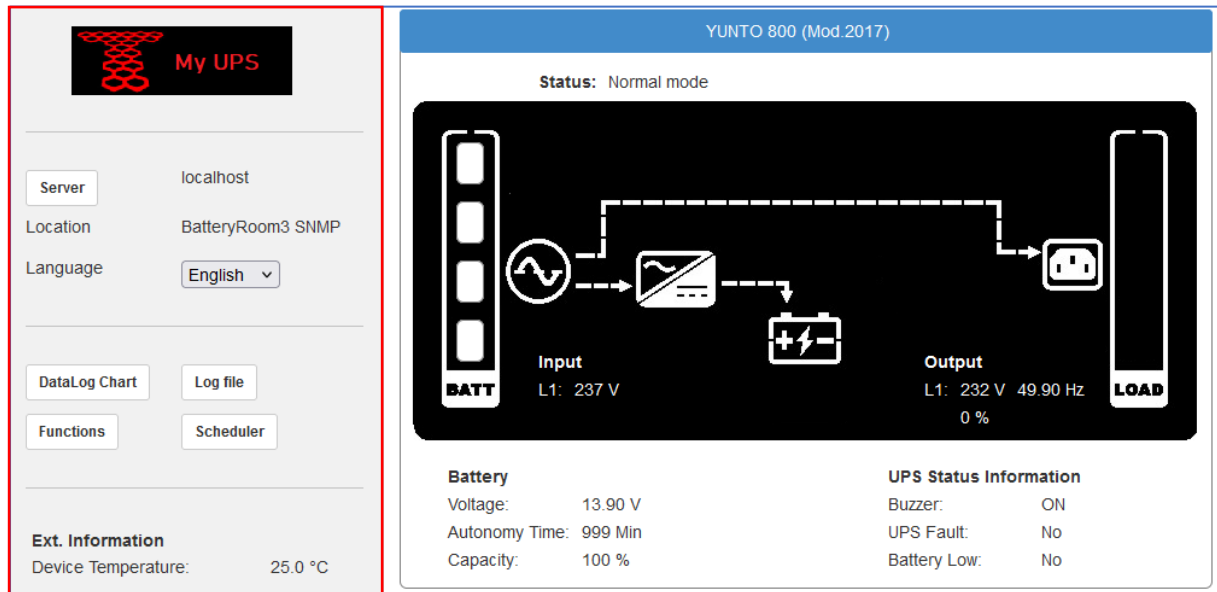 My UPS
Server localhost
Location BatteryRoom3 SNMP
Language English
DataLog Chart Log file
Functions Scheduler
Ext. Information
Device Temperature: 25.0 °C
YUNTO 800 (Mod.2017)
Status: Normal mode
BATT
Input
L1: 237 V
Output
L1: 232 V 49.90 Hz
0 %
LOAD
Battery
Voltage: 13.90 V
Autonomy Time: 999 Min
Capacity: 100 %
UPS Status Information
Buzzer: ON
UPS Fault: No
Battery Low: No